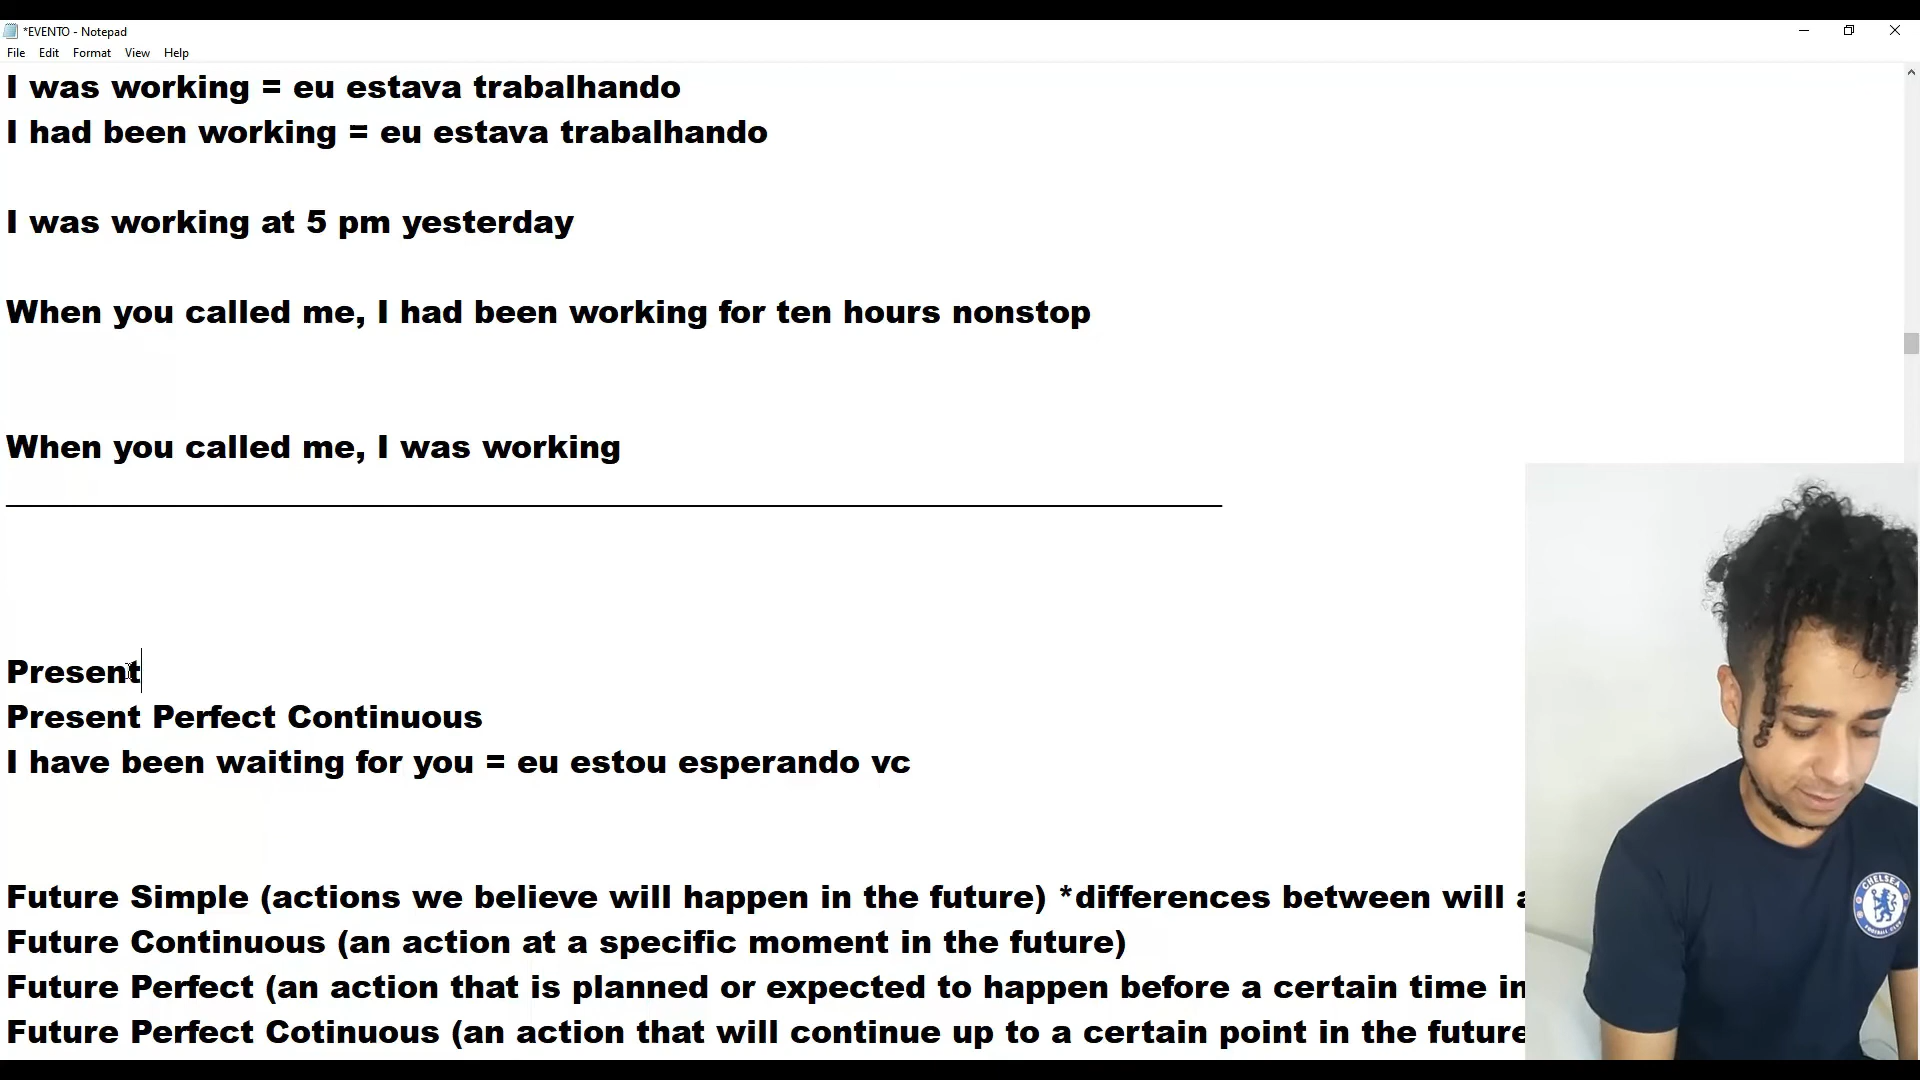 *EVENTO - Notepad
File Edit Format View Help
I was working = eu estava trabalhando
I had been working = eu estava trabalhando
I was working at 5 pm yesterday
When you called me, I had been working for ten hours nonstop
When you called me, I was working
Present
Present Perfect Continuous
I have been waiting for you = eu estou esperando vc
Future Simple (actions we believe will happen in the future) *differences between will
Future Continuous (an action at a specific moment in the future)
Future Perfect (an action that is planned or expected to happen before a certain time in
Future Perfect Cotinuous (an action that will continue up to a certain point in the future
CHELSEA
FOOTBALL CLUB